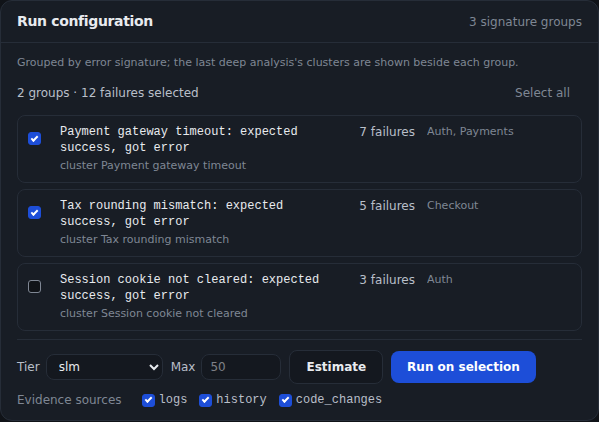 Run configuration
3 signature groups
Grouped by error signature; the last deep analysis's clusters are shown beside each group.
2 groups · 12 failures selected
Select all
Payment gateway timeout: expected
success, got error
cluster Payment gateway timeout
7 failures
Auth, Payments
Tax rounding mismatch: expected
success, got error
cluster Tax rounding mismatch
5 failures
Checkout
Session cookie not cleared: expected
success, got error
cluster Session cookie not cleared
3 failures
Auth
Tier slm Max 50 Estimate Run on selection
Evidence sources logs history code_changes